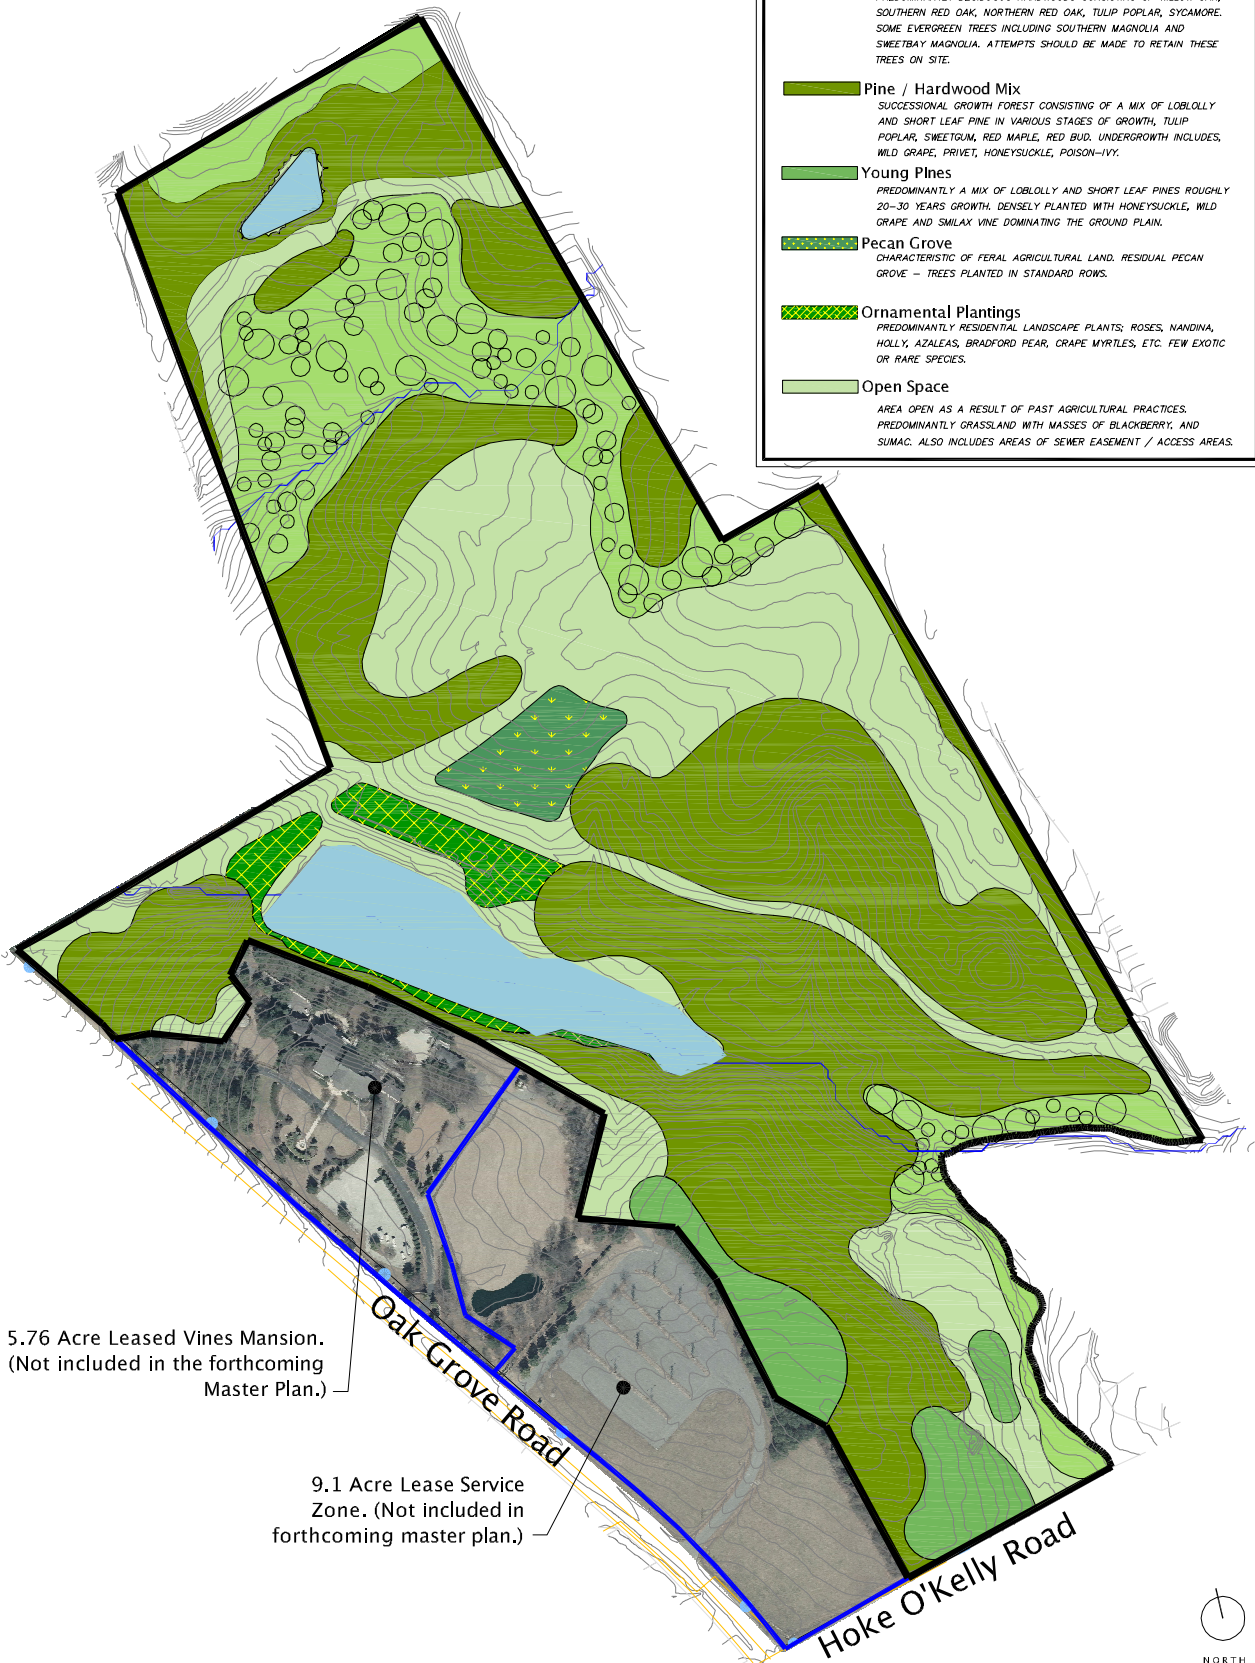 SOUTHERN RED OAK, NORTHERN RED OAK, TULIP POPLAR, SYCAMORE.
SOME EVERGREEN TREES INCLUDING SOUTHERN MAGNOLIA AND
SWEETBAY MAGNOLIA. ATTEMPTS SHOULD BE MADE TO RETAIN THESE
TREES ON SITE.
Pine / Hardwood Mix
SUCCESSIONAL GROWTH FOREST CONSISTING OF A MIX OF LOBLOLLY
AND SHORT LEAF PINE IN VARIOUS STAGES OF GROWTH, TULIP
POPLAR, SWEETGUM, RED MAPLE, RED BUD. UNDERGROWTH INCLUDES,
WILD GRAPE, PRIVET, HONEYSUCKLE, POISON-IVY.
Young PInes
PREDOMINANTLY A MIX OF LOBLOLLY AND SHORT LEAF PINES ROUGHLY
20-30 YEARS GROWTH. DENSELY PLANTED WITH HONEYSUCKLE, WILD
GRAPE AND SMILAX VINE DOMINATING THE GROUND PLAIN.
Pecan Grove
CHARACTERISTIC OF FERAL AGRICULTURAL LAND. RESIDUAL PECAN
GROVE - TREES PLANTED IN STANDARD ROWS.
Ornamental Plantings
PREDOMINANTLY RESIDENTIAL LANDSCAPE PLANTS; ROSES, NANDINA,
HOLLY, AZALEAS, BRADFORD PEAR, CRAPE MYRTLES, ETC. FEW EXOTIC
OR RARE SPECIES.
Open Space
AREA OPEN AS A RESULT OF PAST AGRICULTURAL PRACTICES.
PREDOMINANTLY GRASSLAND WITH MASSES OF BLACKBERRY, AND
SUMAC. ALSO INCLUDES AREAS OF SEWER EASEMENT / ACCESS AREAS.
5.76 Acre Leased Vines Mansion.
(Not included in the forthcoming
Master Plan.)
Oak Grove Road
9.1 Acre Lease Service
Zone. (Not included in
forthcoming master plan.)
Hoke O'Kelly Road
NORTH